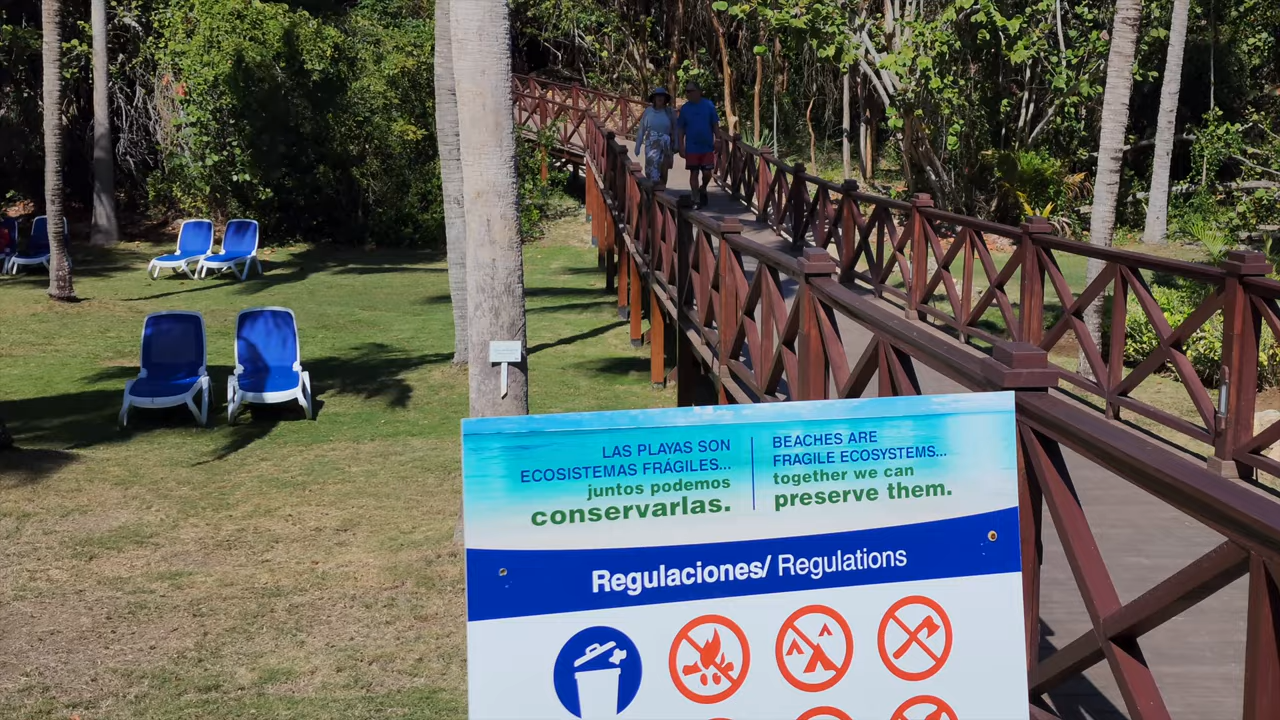 LAS PLAYAS SON
ECOSISTEMAS FRÁGILES...
juntos podemos
conservarlas.
BEACHES ARE
FRAGILE ECOSYSTEMS...
together we can
preserve them.
Regulaciones/ Regulations